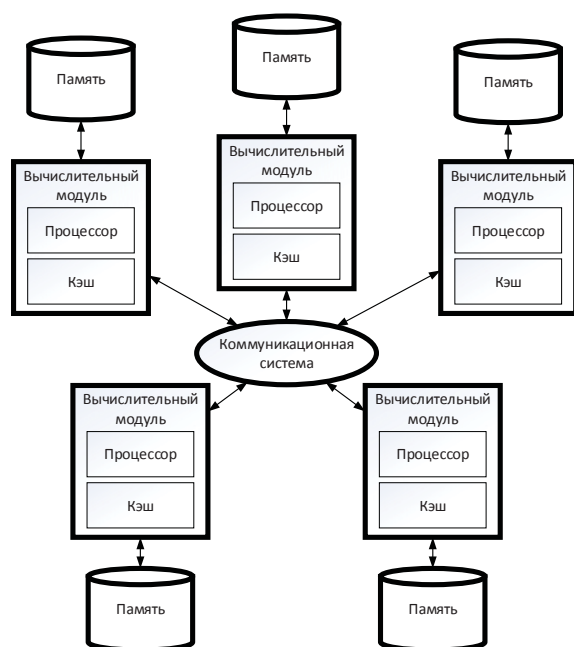 Память
Память
Память
Вычислительный
модуль
Процессор
Кэш
Вычислительный
модуль
Процессор
Кэш
Вычислительный
модуль
Процессор
Кэш
Коммуникационная
система
Вычислительный
модуль
Процессор
Кэш
Вычислительный
модуль
Процессор
Кэш
Память
Память